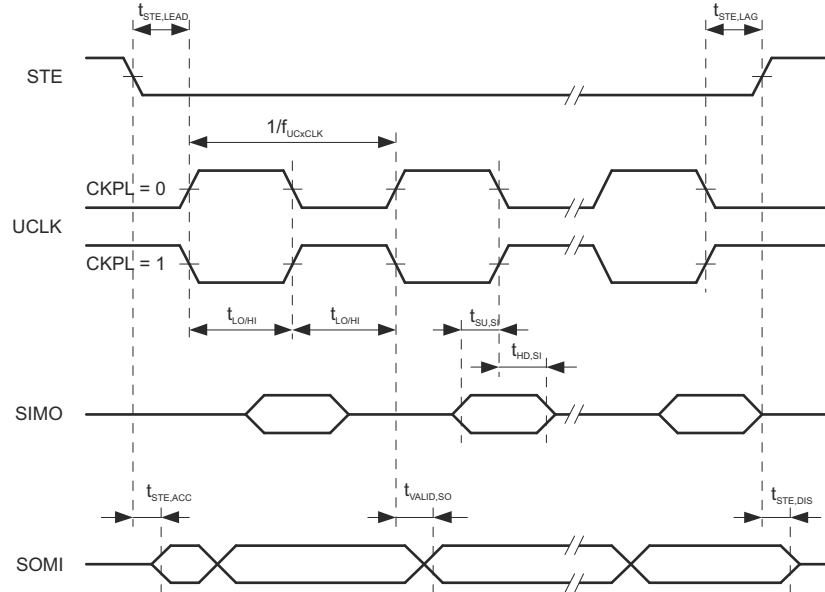 tSTE,LEAD
tSTE,LAG
STE
1/fUCxCLK
CKPL = 0
UCLK
CKPL = 1
tLO/HI
tLO/HI
tSU,SI
tHD,SI
SIMO
tSTE,ACC
tVALID,SO
tSTE,DIS
SOMI